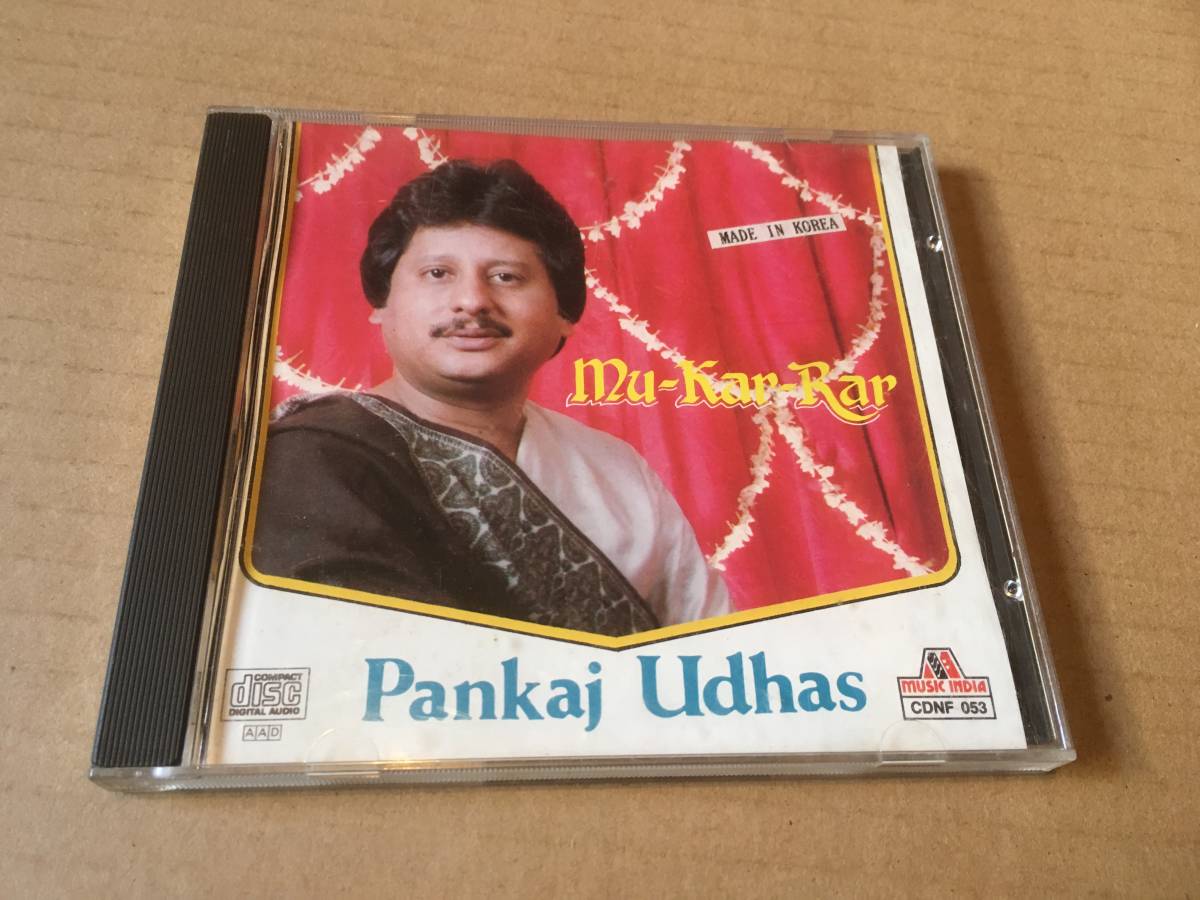 MADE IN KOREA
Mu-Kar-Rar
Pankaj Udhas
COMPACT
disc
DIGITAL AUDIO
AAD
MUSIC INDIA
CDNF 053